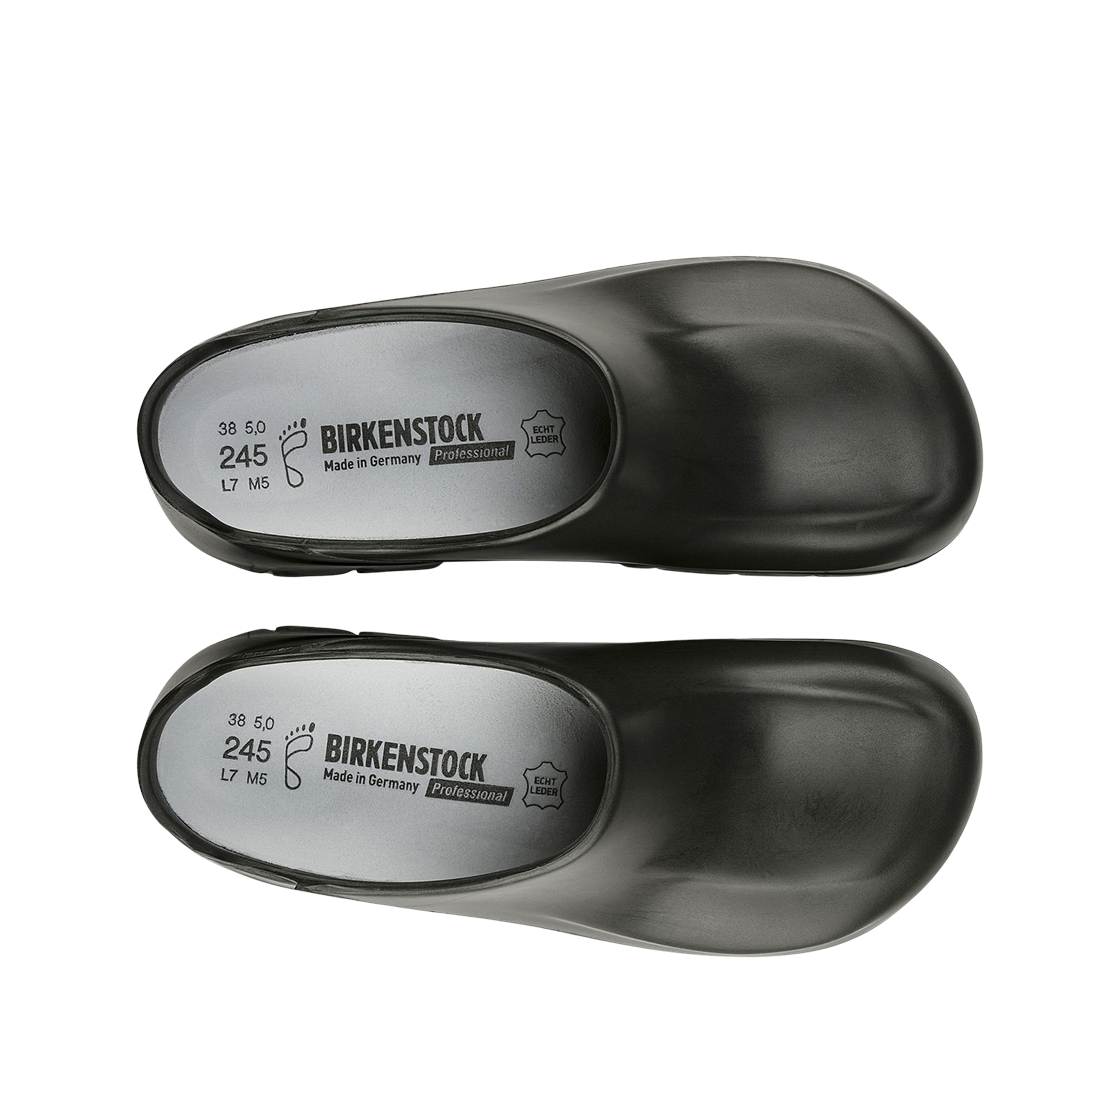 38 5,0
245
L7 M5
BIRKENSTOCK
Made in Germany Professional
ECHT
LEDER
38 5,0
245
L7 M5
BIRKENSTOCK
Made in Germany Professional
ECHT
LEDER